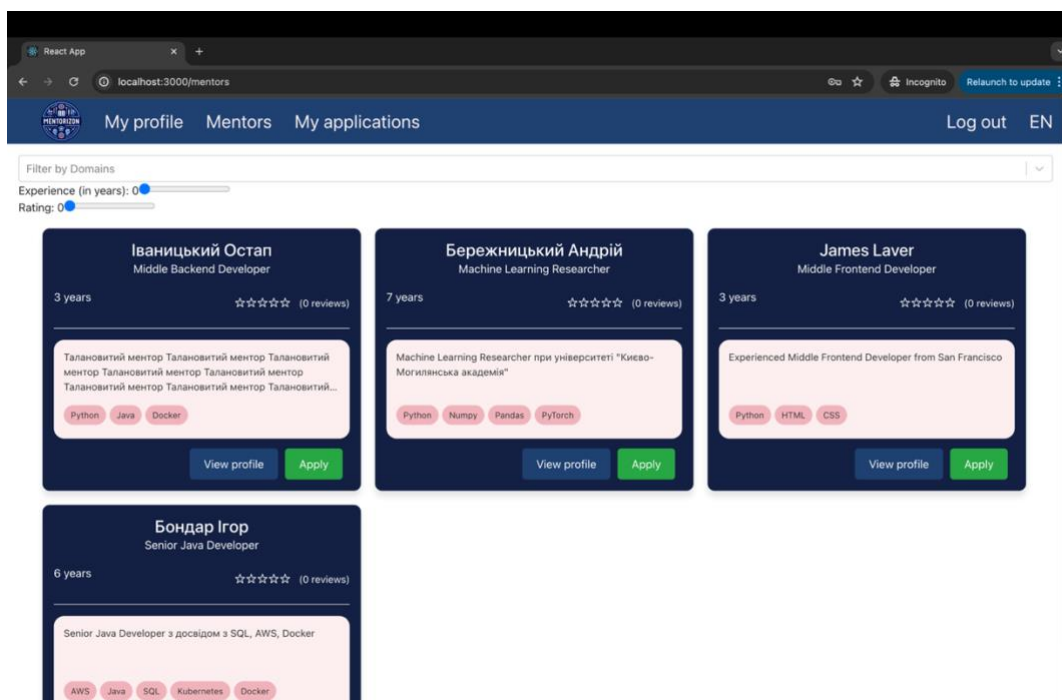 React App
localhost:3000/mentors
Incognito
Relaunch to update
MENTORIZON
My profile Mentors My applications
Log out EN
Filter by Domains
Experience (in years): 0
Rating: 0
Іваницький Остап
Middle Backend Developer
3 years
(0 reviews)
Талановитий ментор Талановитий ментор Талановитий
ментор Талановитий ментор Талановитий ментор
Талановитий ментор Талановитий ментор Талановитий...
Python Java Docker
View profile Apply
Бережницький Андрій
Machine Learning Researcher
7 years
(0 reviews)
Machine Learning Researcher при університеті "Києво-
Могилянська академія"
Python Numpy Pandas PyTorch
View profile Apply
James Laver
Middle Frontend Developer
3 years
(0 reviews)
Experienced Middle Frontend Developer from San Francisco
Python HTML CSS
View profile Apply
Бондар Ігор
Senior Java Developer
6 years
(0 reviews)
Senior Java Developer з досвідом з SQL, AWS, Docker
AWS Java SQL Kubernetes Docker